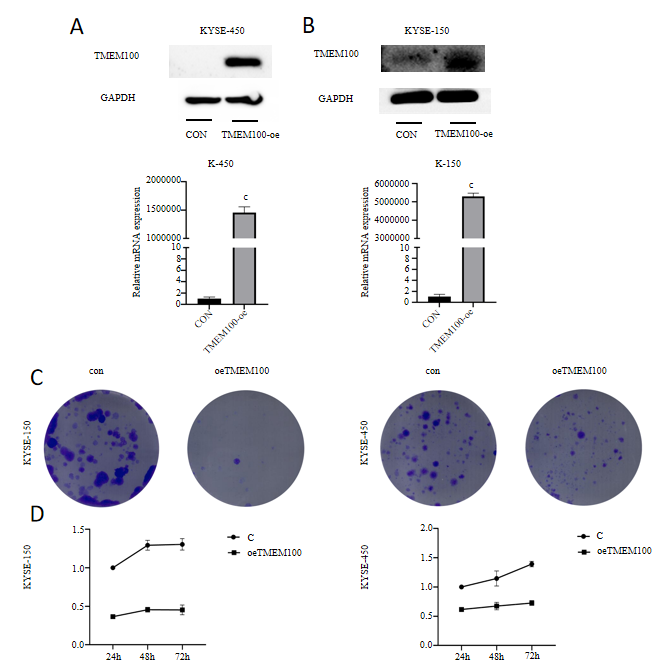 A
B
KYSE-450
KYSE-150
TMEM100
TMEM100
GAPDH
GAPDH
CON
TMEM100-oe
CON
TMEM100-oe
K-450
Relative mRNA expression
2000000
1500000
1000000
10
8
6
4
2
0
c
CON
TMEM100-oe
K-150
Relative mRNA expression
6000000
5000000
4000000
3000000
10
8
6
4
2
0
c
CON
TMEM100-oe
C
con
oeTMEM100
con
oeTMEM100
KYSE-150
KYSE-450
D
KYSE-150
1.5
1.0
0.5
0.0
24h
48h
72h
C
oeTMEM100
KYSE-450
2.0
1.5
1.0
0.5
0.0
24h
48h
72h
C
oeTMEM100